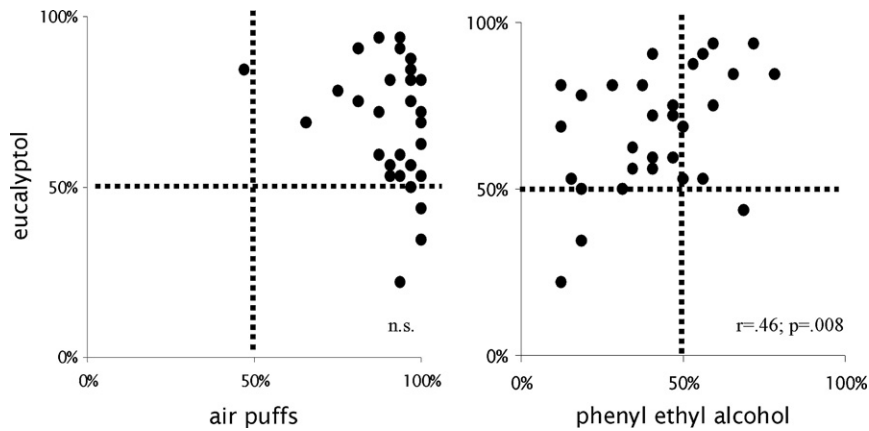 100%
50%
0%
eucalyptol
n.s.
0%
50%
100%
air puffs
100%
50%
0%
r=.46; p=.008
0%
50%
100%
phenyl ethyl alcohol